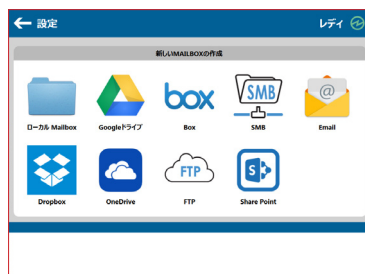 設定
レディ
新しいMAILBOXの作成
box
SMB
@
ローカル Mailbox
Googleドライブ
Box
SMB
Email
FTP
S
Dropbox
OneDrive
FTP
Share Point